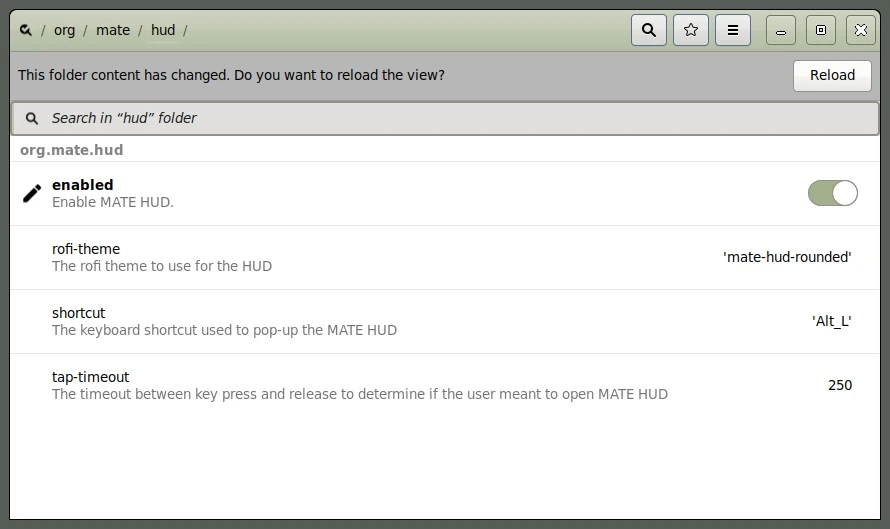 / org / mate / hud /
This folder content has changed. Do you want to reload the view?
Reload
Search in “hud” folder
org.mate.hud
enabled
Enable MATE HUD.
rofi-theme
The rofi theme to use for the HUD
'mate-hud-rounded'
shortcut
The keyboard shortcut used to pop-up the MATE HUD
'Alt_L'
tap-timeout
The timeout between key press and release to determine if the user meant to open MATE HUD
250